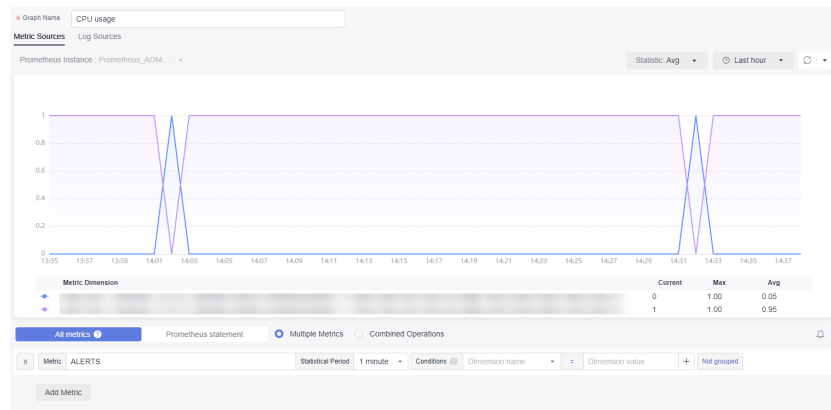 * Graph Name CPU usage
Metric Sources Log Sources
Prometheus Instance : Prometheus_AOM... Statistic: Avg Last hour
1
0.8
0.6
0.4
0.2
0
13:55 13:57 13:59 14:01 14:03 14:05 14:07 14:09 14:11 14:13 14:15 14:17 14:19 14:21 14:23 14:25 14:27 14:29 14:31 14:33 14:35 14:37
Metric Dimension Current Max Avg
0 1.00 0.05
1 1.00 0.95
All metrics Prometheus statement Multiple Metrics Combined Operations
a Metric ALERTS Statistical Period 1 minute Conditions Dimension name = Dimension value + Not grouped
Add Metric